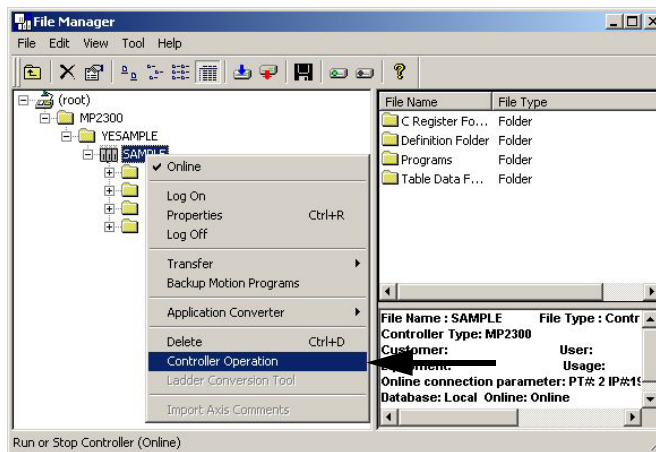 File Manager
File Edit View Tool Help
(root)
MP2300
YESAMPLE
SAMPLE
Online
Log On
Properties Ctrl+R
Log Off
Transfer
Backup Motion Programs
Application Converter
Delete Ctrl+D
Controller Operation
Ladder Conversion Tool
Import Axis Comments
File Name File Type
C Register Fo... Folder
Definition Folder Folder
Programs Folder
Table Data F... Folder
File Name : SAMPLE File Type : Contr
Controller Type: MP2300
Customer: User:
Usage:
Online connection parameter: PT#: 2 IP#:19
Database: Local Online: Online
Run or Stop Controller (Online)